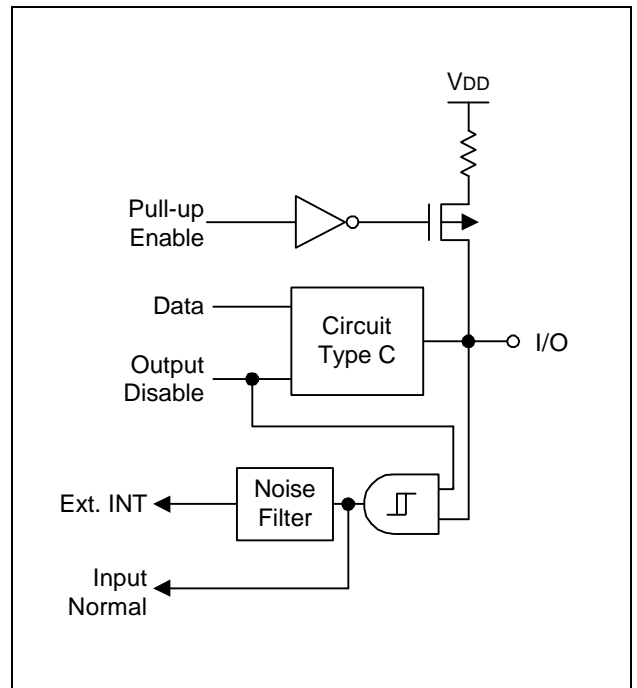 VDD
Pull-up
Enable
Data
Circuit
Type C
I/O
Output
Disable
Ext. INT
Noise
Filter
Input
Normal